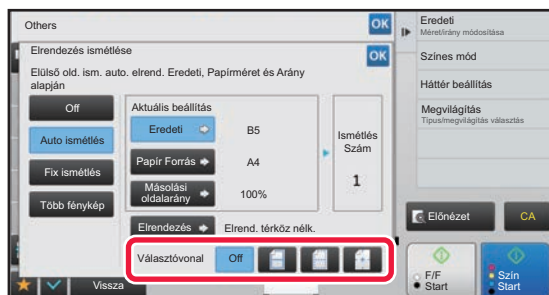 Others
OK
Elrendezés ismétlése
OK
Elülső old. ism. auto. elrend. Eredeti, Papírméret és Arány
alapján
Off
Auto ismétlés
Fix ismétlés
Több fénykép
Aktuális beállítás
Eredeti
B5
Papír Forrás
A4
Másolási
oldalarány
100%
Ismétlés
Szám
1
Elrendezés
Elrend. térköz nélk.
Választóvonal
Off
Vissza
Eredeti
Méret/irány módosítása
Színes mód
Háttér beállítás
Megvilágítás
Típus/megvilágítás választás
Előnézet
CA
F/F
Start
Szín
Start